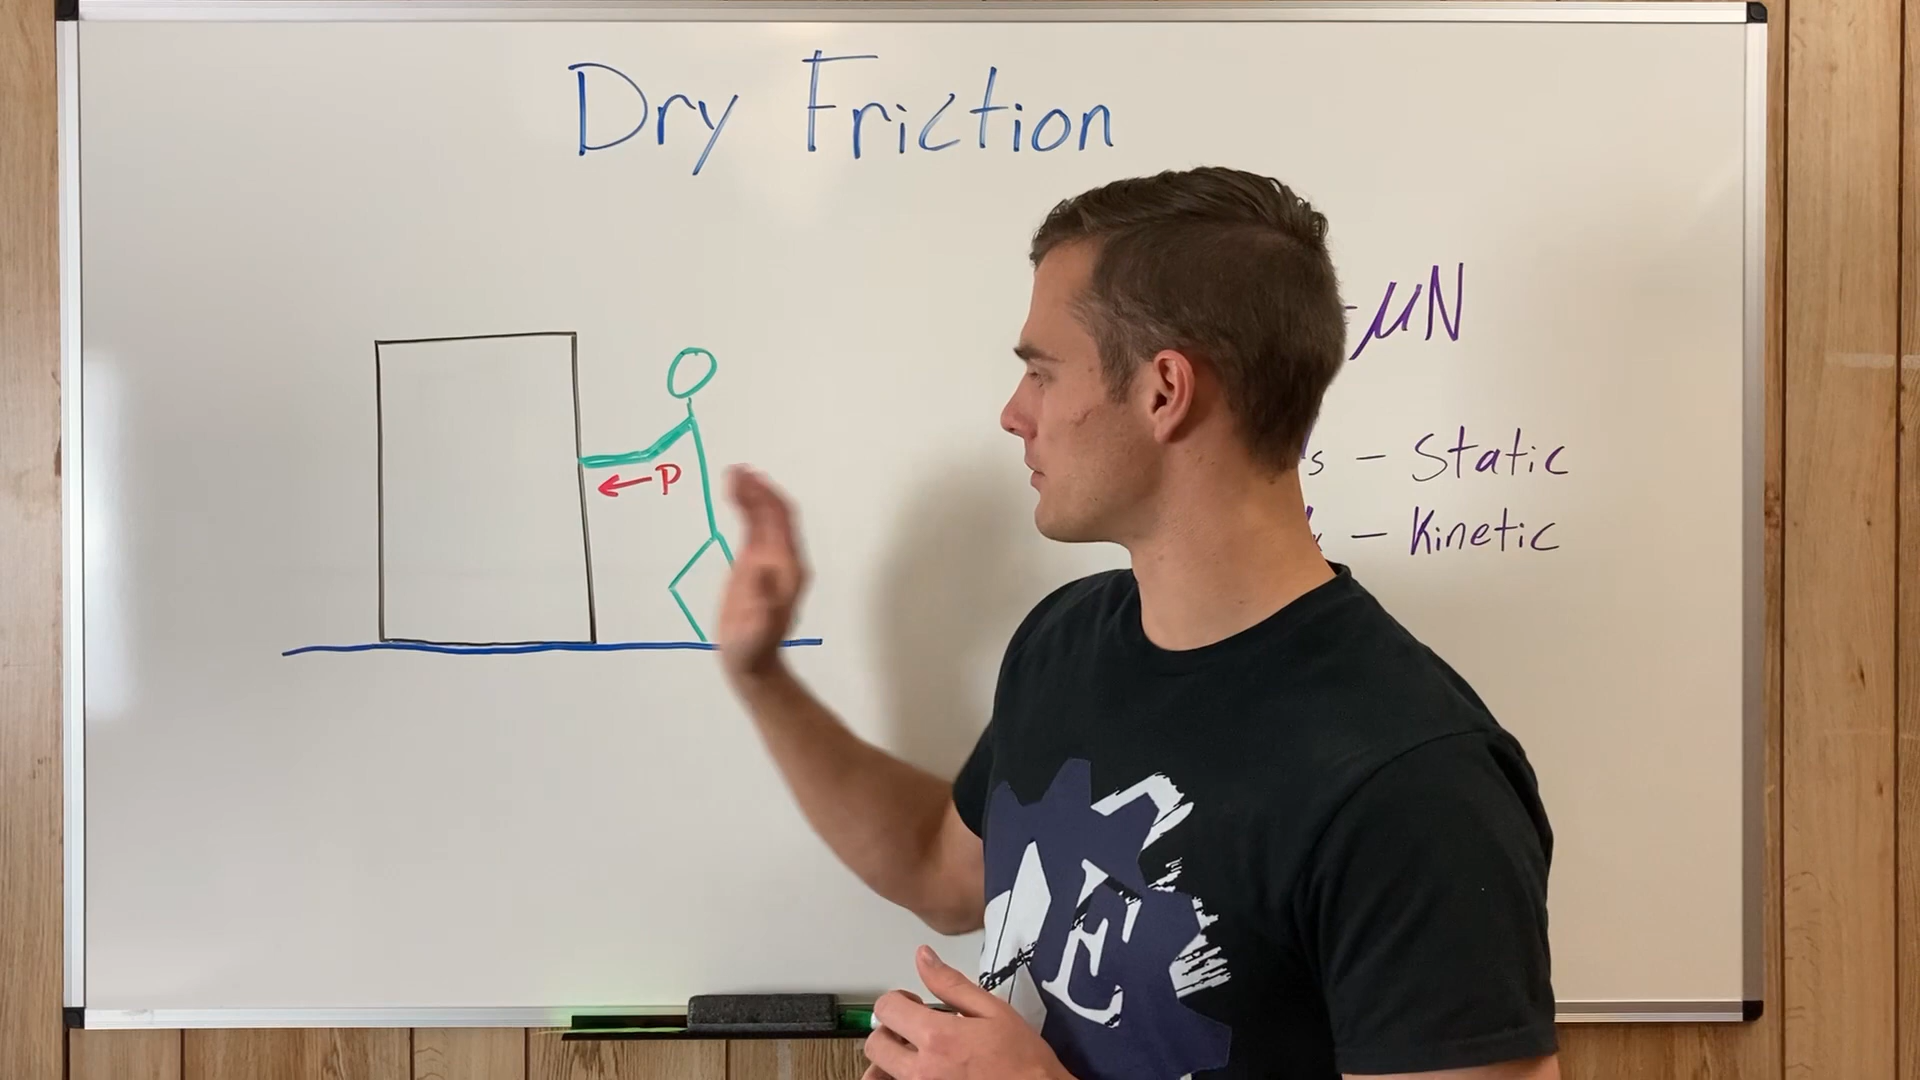 Dry Friction
μN
P
s - Static
- Kinetic
E